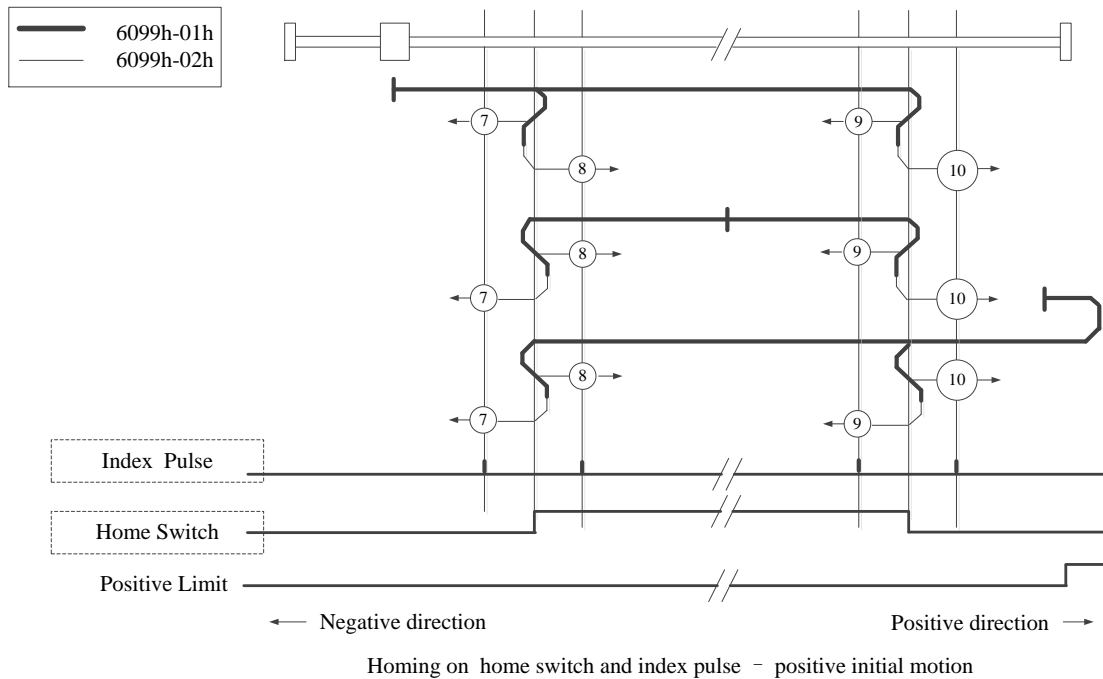 6099h-01h
6099h-02h
7
9
8
10
8
9
7
10
8
10
7
9
Index Pulse
Home Switch
Positive Limit
Negative direction
Positive direction
Homing on home switch and index pulse - positive initial motion